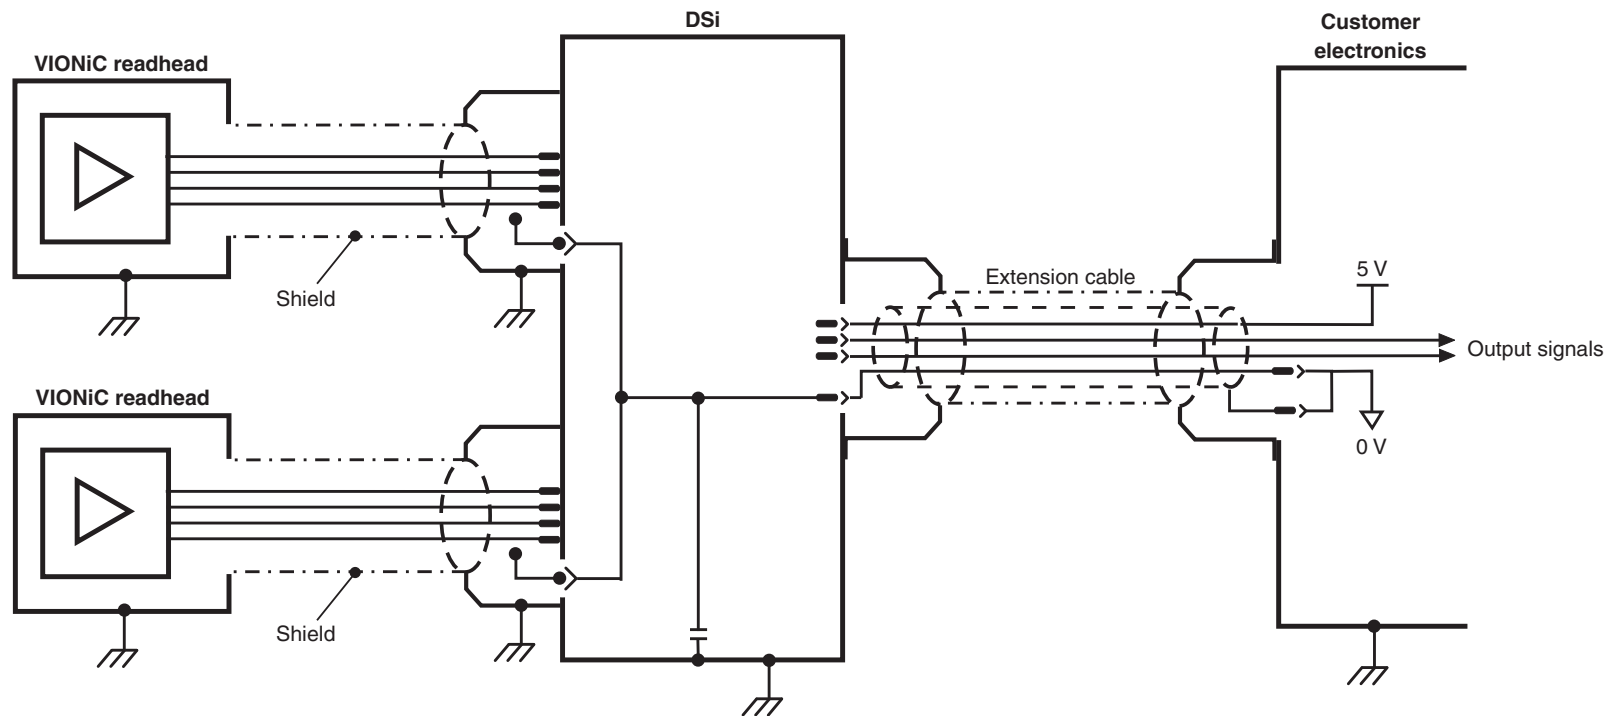 DSi
Customer
electronics
VIONiC readhead
Shield
Extension cable
5 V
Output signals
0 V
VIONiC readhead
Shield